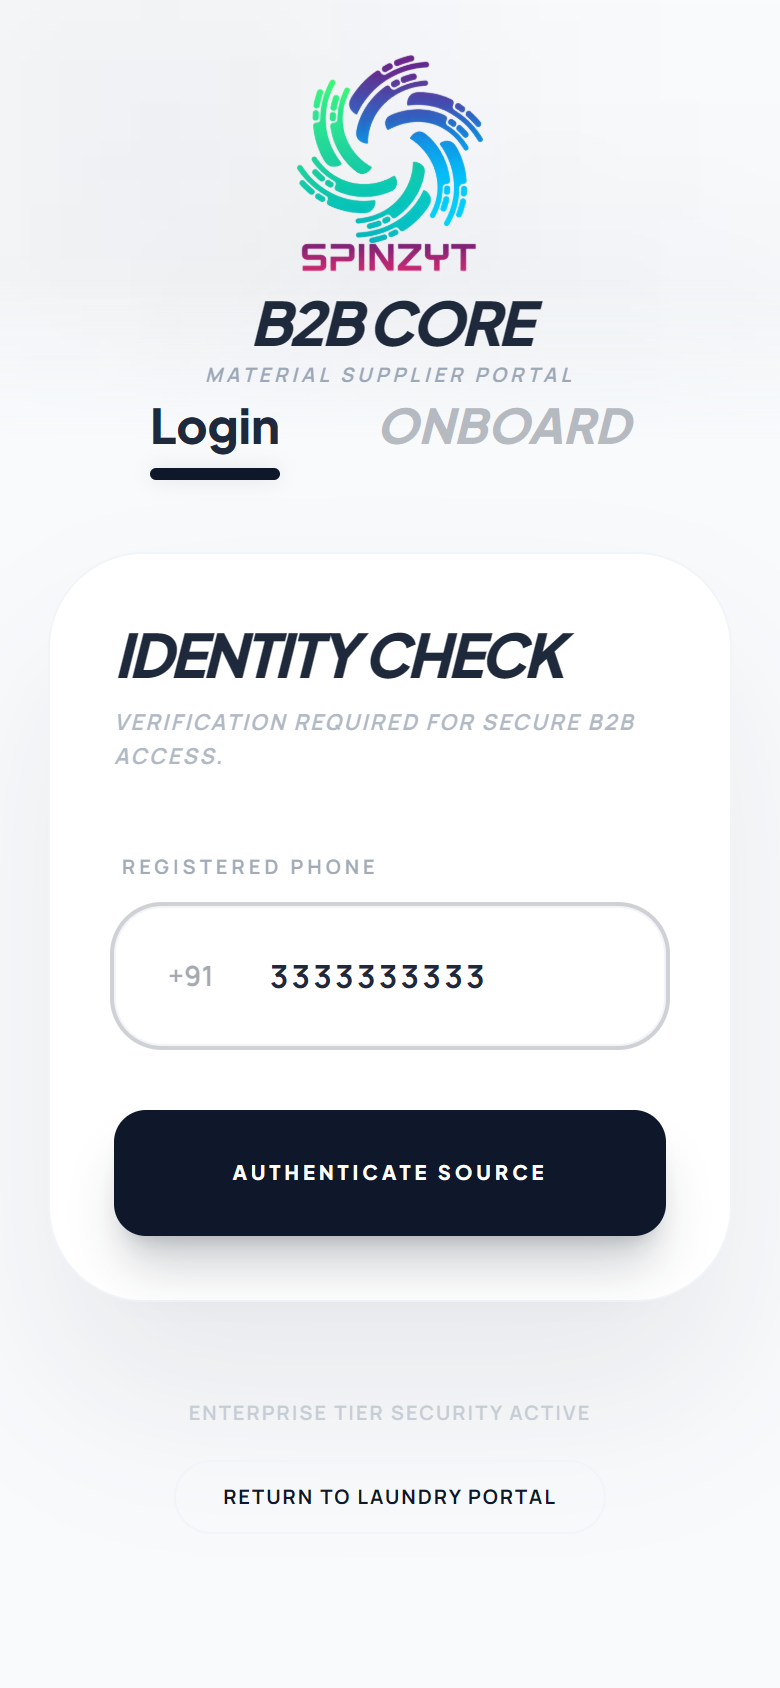 SPINZYT
B2B CORE
MATERIAL SUPPLIER PORTAL
Login ONBOARD
IDENTITY CHECK
VERIFICATION REQUIRED FOR SECURE B2B
ACCESS.
REGISTERED PHONE
+91 3333333333
AUTHENTICATE SOURCE
ENTERPRISE TIER SECURITY ACTIVE
RETURN TO LAUNDRY PORTAL